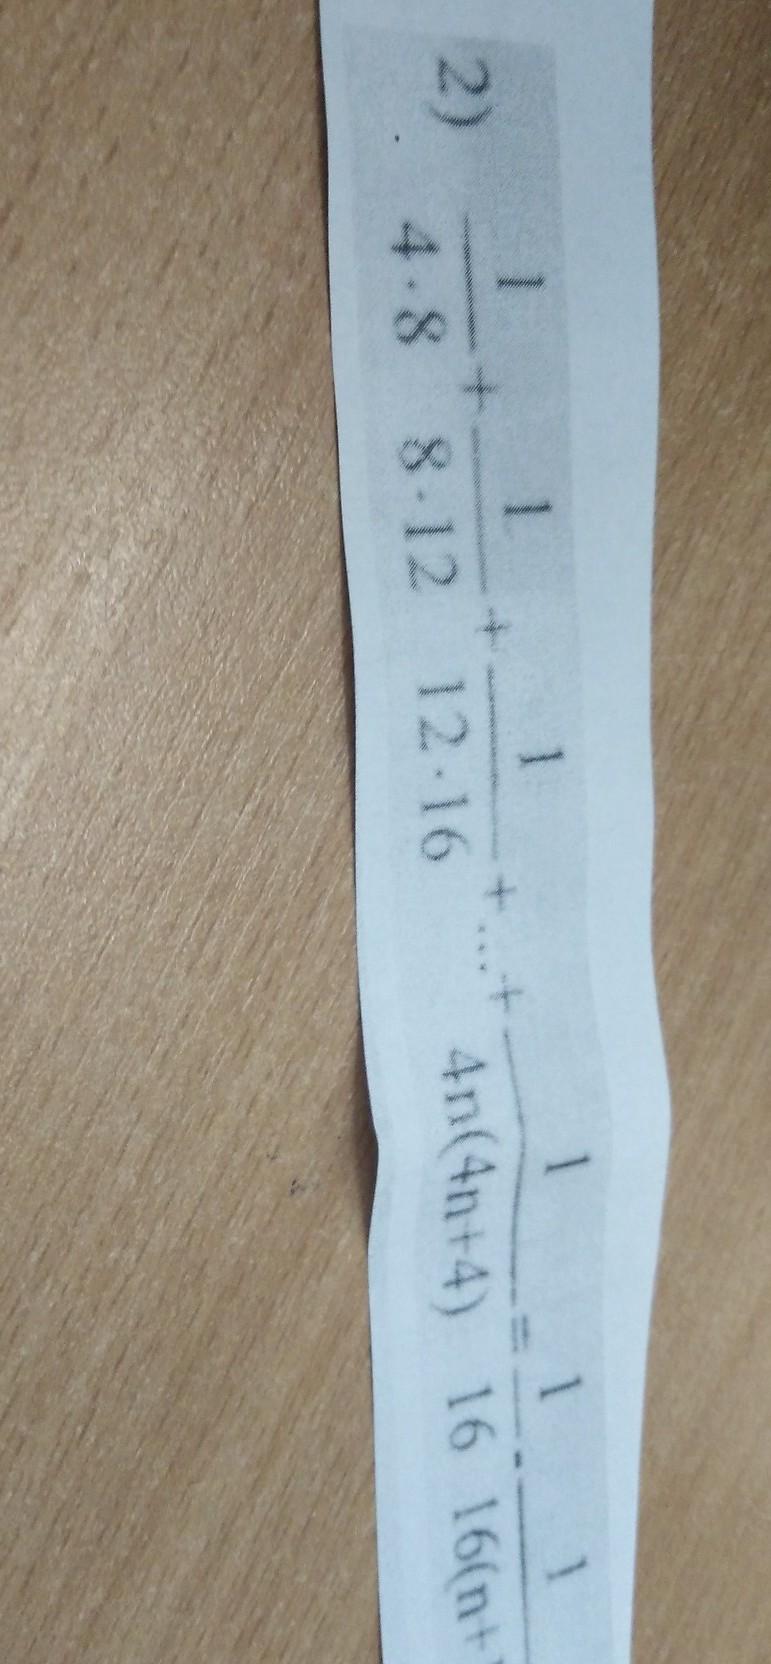 2) 1/(4·8) + 1/(8·12) + 1/(12·16) + ... + 1/(4n(4n+4)) = 1/16 - 1/(16(n+